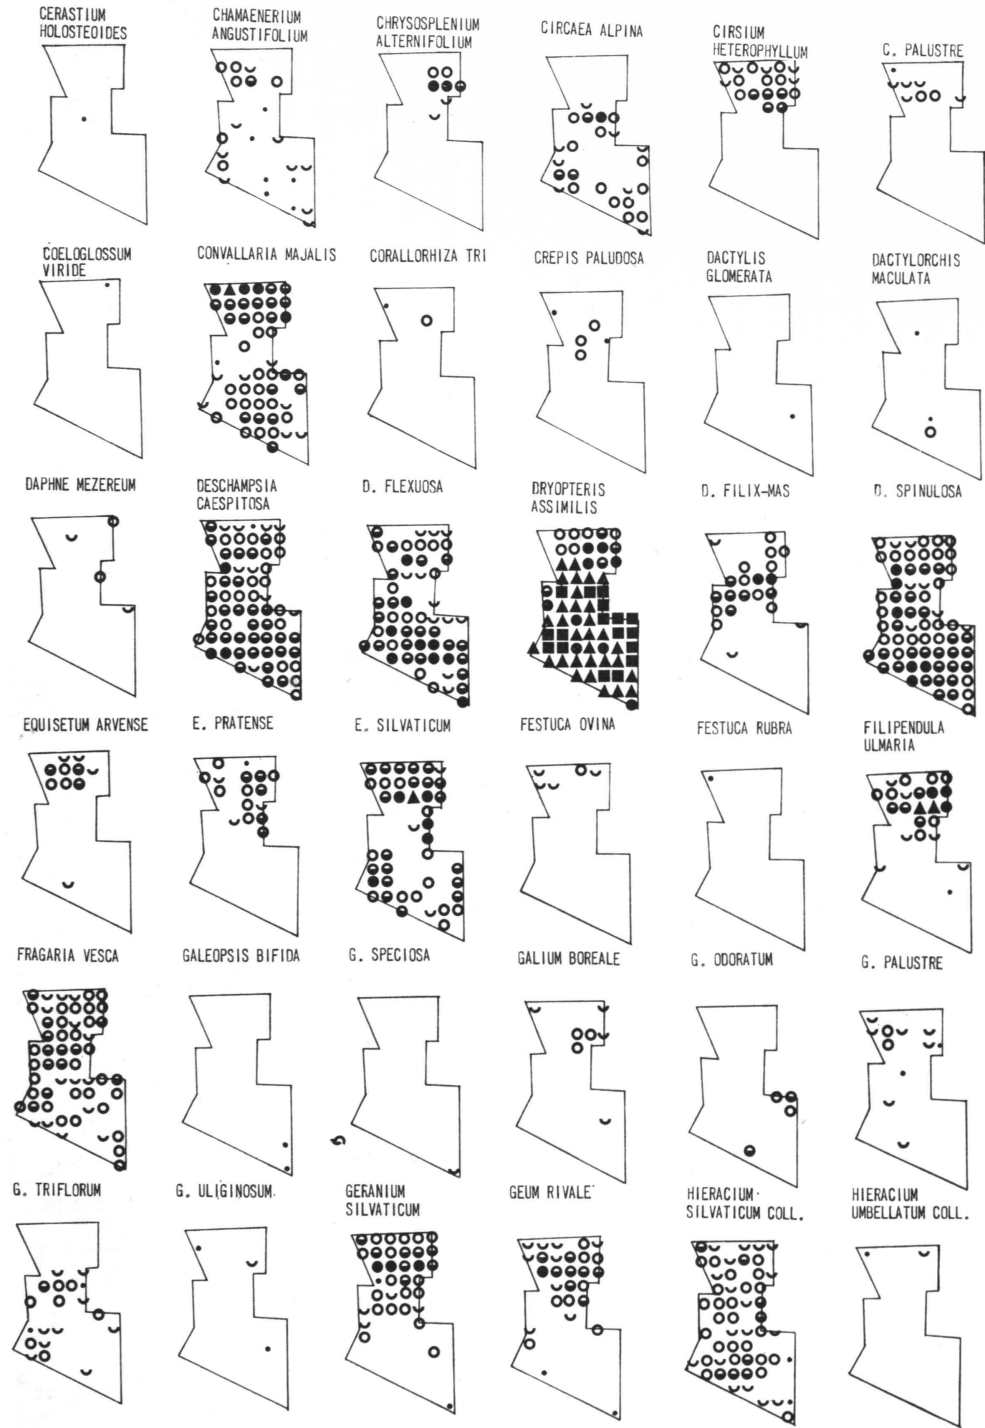 CERASTIUM
HOLOSTEOIDES
CHAMAENERIUM
ANGUSTIFOLIUM
CHRYSOSPLENIUM
ALTERNIFOLIUM
CIRCAEA ALPINA
CIRSIUM
HETEROPHYLLUM
C. PALUSTRE
COELOGLOSSUM
VIRIDE
CONVALLARIA MAJALIS
CORALLORHIZA TRI
CREPIS PALUDOSA
DACTYLIS
GLOMERATA
DACTYLORCHIS
MACULATA
DAPHNE MEZEREUM
DESCHAMPSIA
CAESPITOSA
D. FLEXUOSA
DRYOPTERIS
ASSIMILIS
D. FILIX-MAS
D. SPINULOSA
EQUISETUM ARVENSE
E. PRATENSE
E. SILVATICUM
FESTUCA OVINA
FESTUCA RUBRA
FILIPENDULA
ULMARIA
FRAGARIA VESCA
GALEOPSIS BIFIDA
G. SPECIOSA
GALIUM BOREALE
G. ODORATUM
G. PALUSTRE
G. TRIFLORUM
G. ULIGINOSUM
GERANIUM
SILVATICUM
GEUM RIVALE
HIERACIUM
SILVATICUM COLL.
HIERACIUM
UMBELLATUM COLL.